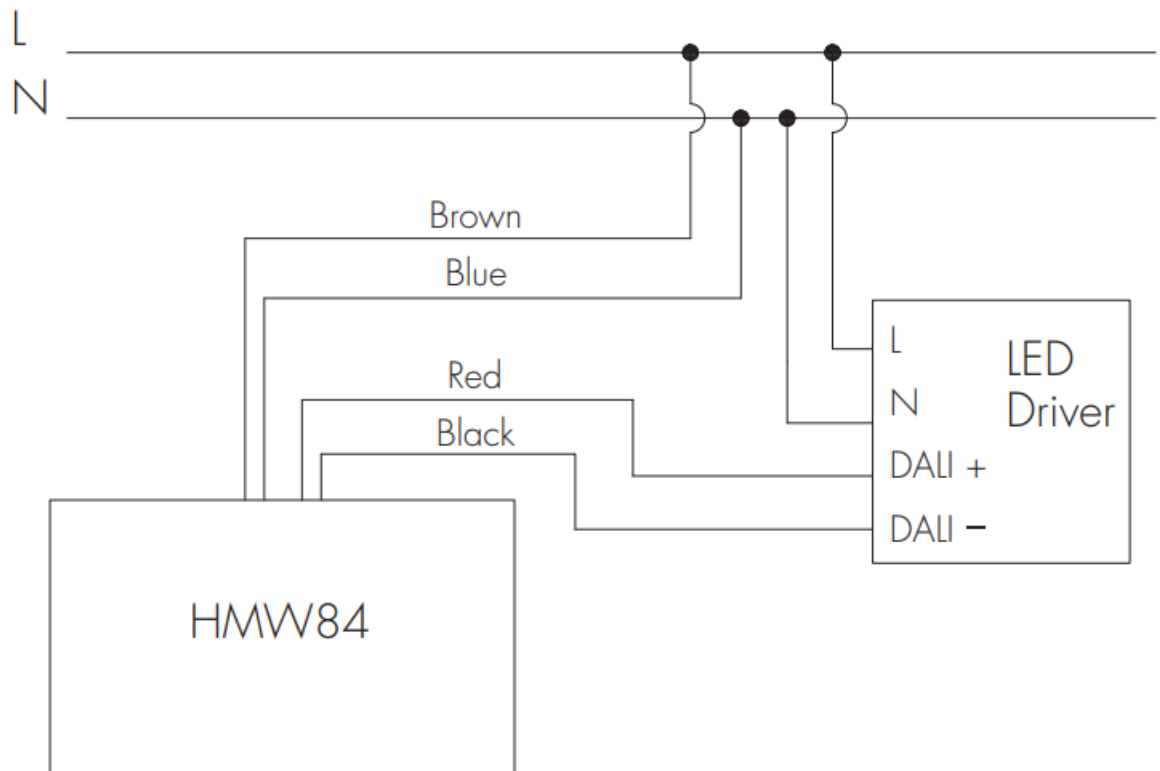 L
N
Brown
Blue
Red
Black
L
N
DALI +
DALI −
LED
Driver
HMW84